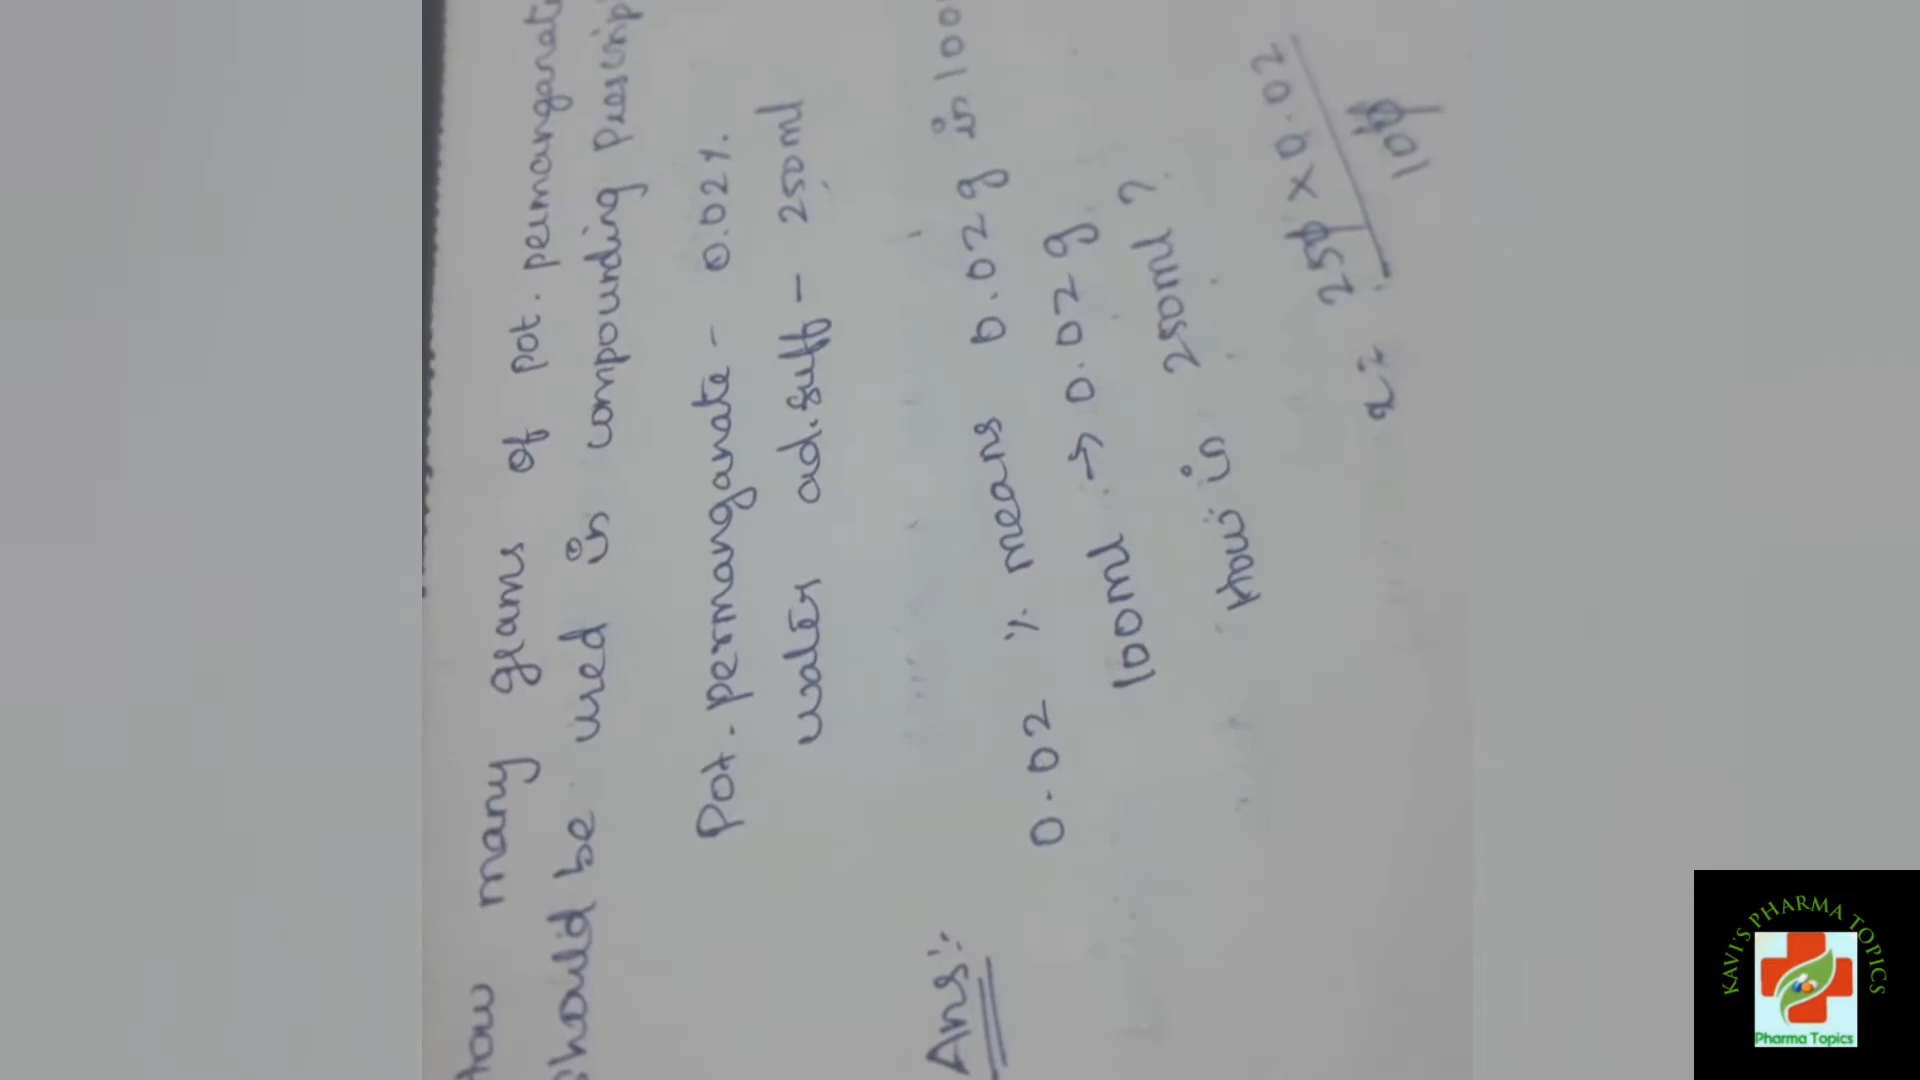 How many grams of pot. permanganate
should be used in compounding prescrip
Pot. permanganate - 0.02%.
water ad.suff - 250ml
Ans:-
0.02 % means 0.02g in 100
100ml → 0.02g
How in 250ml ?
x = 250 x 0.02
100
KAVI'S PHARMA TOPICS
Pharma Topics